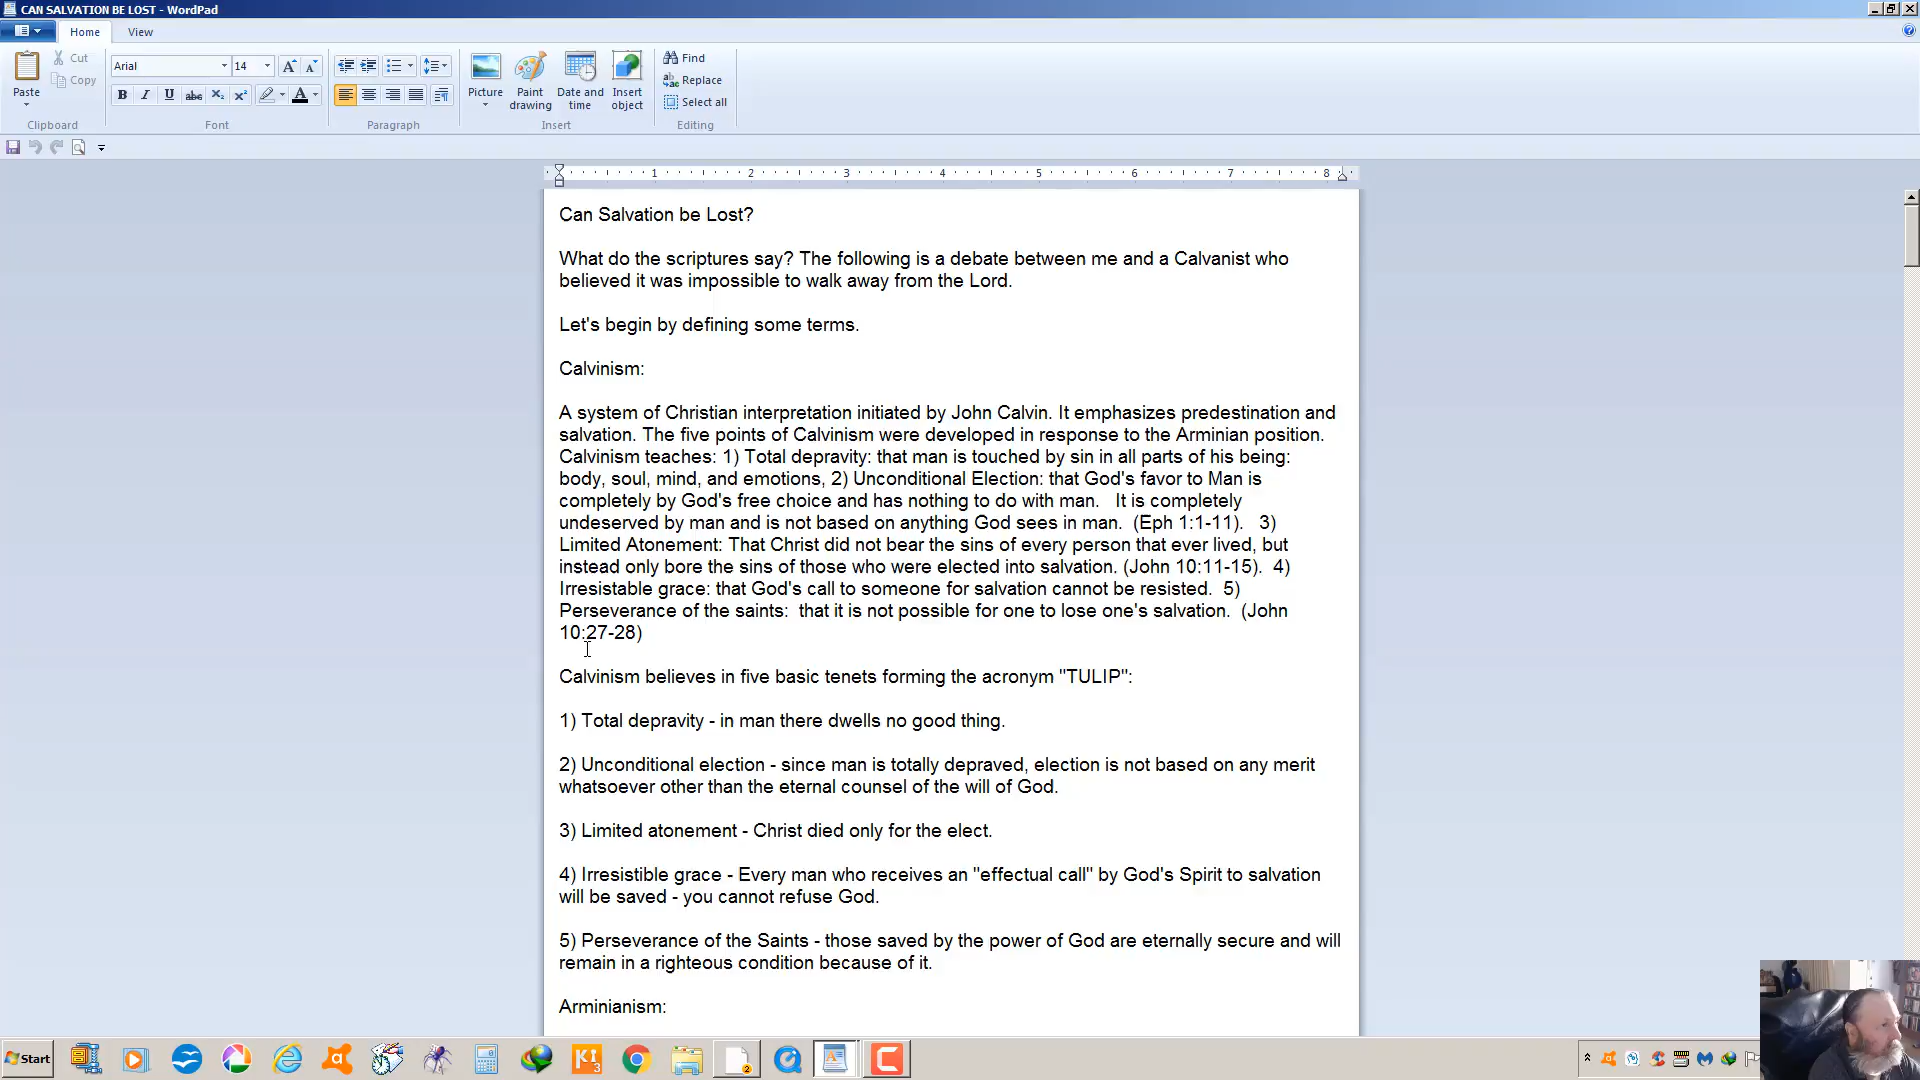 CAN SALVATION BE LOST - WordPad
Home
View
Cut
Copy
Paste
Clipboard
Arial
14
Font
Paragraph
Picture
Paint drawing
Date and time
Insert object
Insert
Find
Replace
Select all
Editing
1 2 3 4 5 6 7 8
Can Salvation be Lost?
What do the scriptures say? The following is a debate between me and a Calvanist who
believed it was impossible to walk away from the Lord.
Let's begin by defining some terms.
Calvinism:
A system of Christian interpretation initiated by John Calvin. It emphasizes predestination and
salvation. The five points of Calvinism were developed in response to the Arminian position.
Calvinism teaches: 1) Total depravity: that man is touched by sin in all parts of his being:
body, soul, mind, and emotions, 2) Unconditional Election: that God's favor to Man is
completely by God's free choice and has nothing to do with man.   It is completely
undeserved by man and is not based on anything God sees in man.  (Eph 1:1-11).   3)
Limited Atonement: That Christ did not bear the sins of every person that ever lived, but
instead only bore the sins of those who were elected into salvation. (John 10:11-15).  4)
Irresistable grace: that God's call to someone for salvation cannot be resisted.  5)
Perseverance of the saints:  that it is not possible for one to lose one's salvation.  (John
10:27-28)
Calvinism believes in five basic tenets forming the acronym "TULIP":
1) Total depravity - in man there dwells no good thing.
2) Unconditional election - since man is totally depraved, election is not based on any merit
whatsoever other than the eternal counsel of the will of God.
3) Limited atonement - Christ died only for the elect.
4) Irresistible grace - Every man who receives an "effectual call" by God's Spirit to salvation
will be saved - you cannot refuse God.
5) Perseverance of the Saints - those saved by the power of God are eternally secure and will
remain in a righteous condition because of it.
Arminianism:
Start